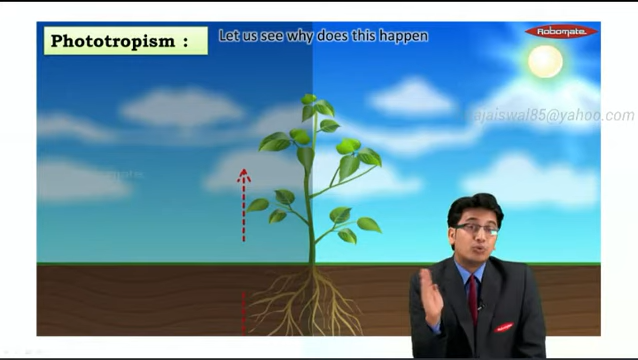 Phototropism :
Let us see why does this happen
Robomate.
ajaiswal85@yahoo.com